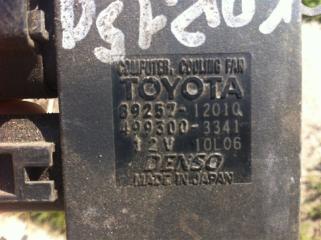 COMPUTER, COOLING FAN
TOYOTA
89257-12010
499300-3341
12V 10L06
DENSO
MADE IN JAPAN